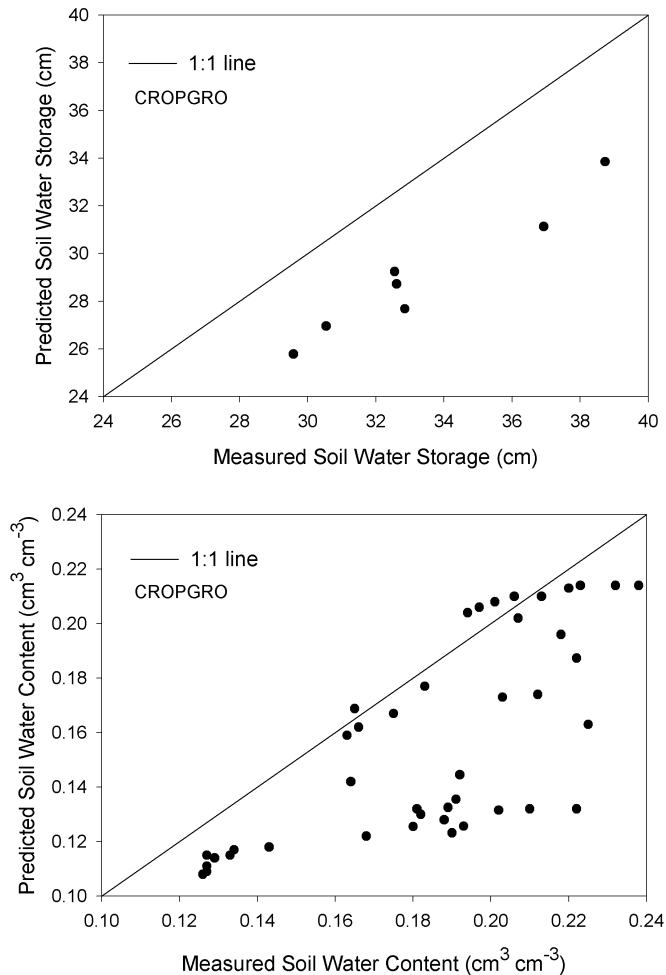 40
38
36
34
32
30
28
26
24
Predicted Soil Water Storage (cm)
1:1 line
CROPGRO
24 26 28 30 32 34 36 38 40
Measured Soil Water Storage (cm)
0.24
0.22
0.20
0.18
0.16
0.14
0.12
0.10
Predicted Soil Water Content (cm³ cm⁻³)
1:1 line
CROPGRO
0.10 0.12 0.14 0.16 0.18 0.20 0.22 0.24
Measured Soil Water Content (cm³ cm⁻³)